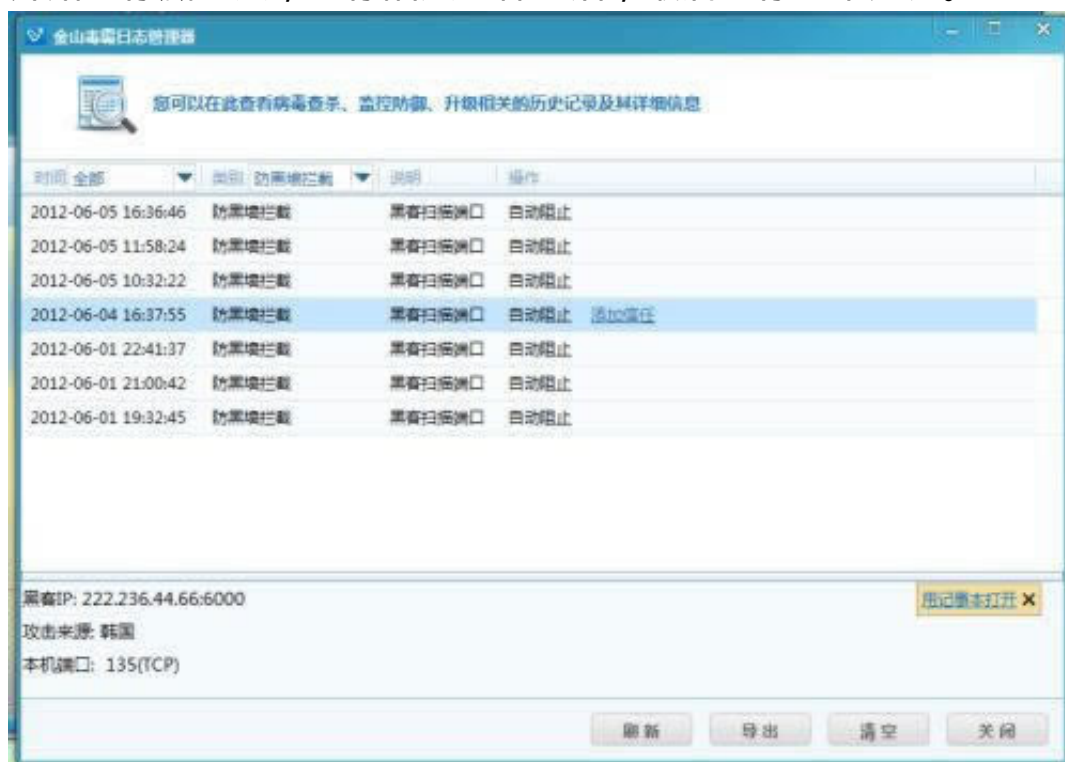 金山毒霸日志管理器
您可以在此查看病毒查杀、监控防御、升级相关的历史记录及其详细信息
时间 全部 类别 防黑墙拦截 说明 操作
2012-06-05 16:36:46 防黑墙拦截 黑客扫描端口 自动阻止
2012-06-05 11:58:24 防黑墙拦截 黑客扫描端口 自动阻止
2012-06-05 10:32:22 防黑墙拦截 黑客扫描端口 自动阻止
2012-06-04 16:37:55 防黑墙拦截 黑客扫描端口 自动阻止 添加信任
2012-06-01 22:41:37 防黑墙拦截 黑客扫描端口 自动阻止
2012-06-01 21:00:42 防黑墙拦截 黑客扫描端口 自动阻止
2012-06-01 19:32:45 防黑墙拦截 黑客扫描端口 自动阻止
黑客IP: 222.236.44.66:6000 用记事本打开
攻击来源: 韩国
本机端口: 135(TCP)
刷新 导出 清空 关闭